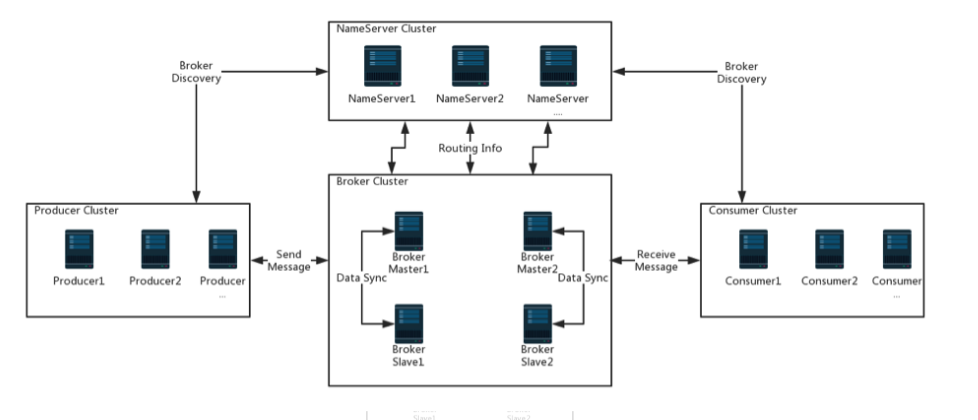 NameServer Cluster
NameServer1
NameServer2
NameServer
....
Broker
Discovery
Broker
Discovery
Routing Info
Producer Cluster
Producer1
Producer2
Producer
...
Send
Message
Broker Cluster
Broker
Master1
Broker
Master2
Data Sync
Data Sync
Broker
Slave1
Broker
Slave2
Receive
Message
Consumer Cluster
Consumer1
Consumer2
Consumer
...
Slave1
Slave2